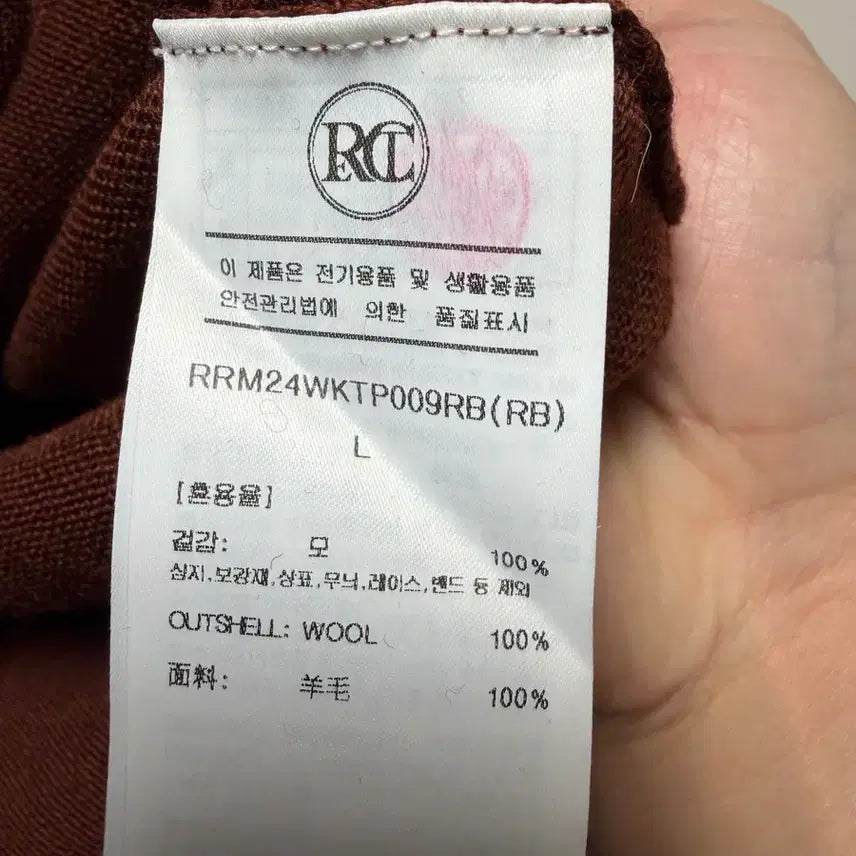 RECT
이 제품은 전기용품 및 생활용품
안전관리법에 의한 품질표시
RRM24WKTP009RB(RB)
L
[혼용율]
겉감: 모 100%
심지,보강재,상표,무늬,레이스,밴드 등 제외
OUTSHELL: WOOL 100%
面料: 羊毛 100%